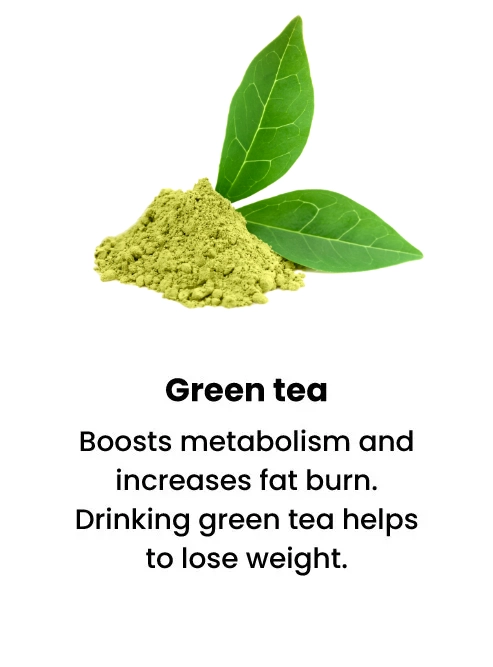 Green tea
Boosts metabolism and
increases fat burn.
Drinking green tea helps
to lose weight.